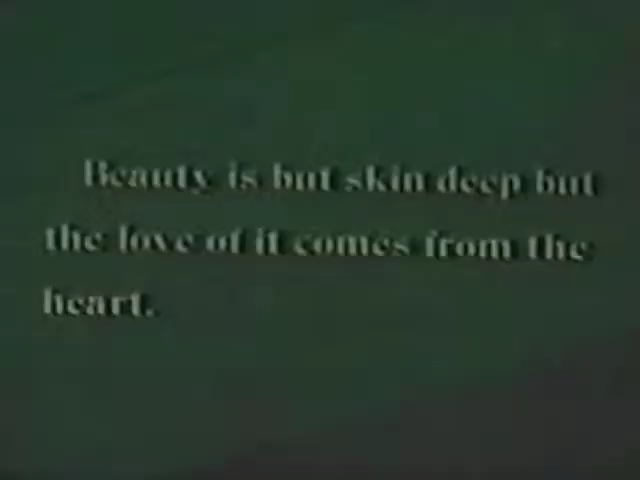 Beauty is but skin deep but
the love of it comes from the
heart.